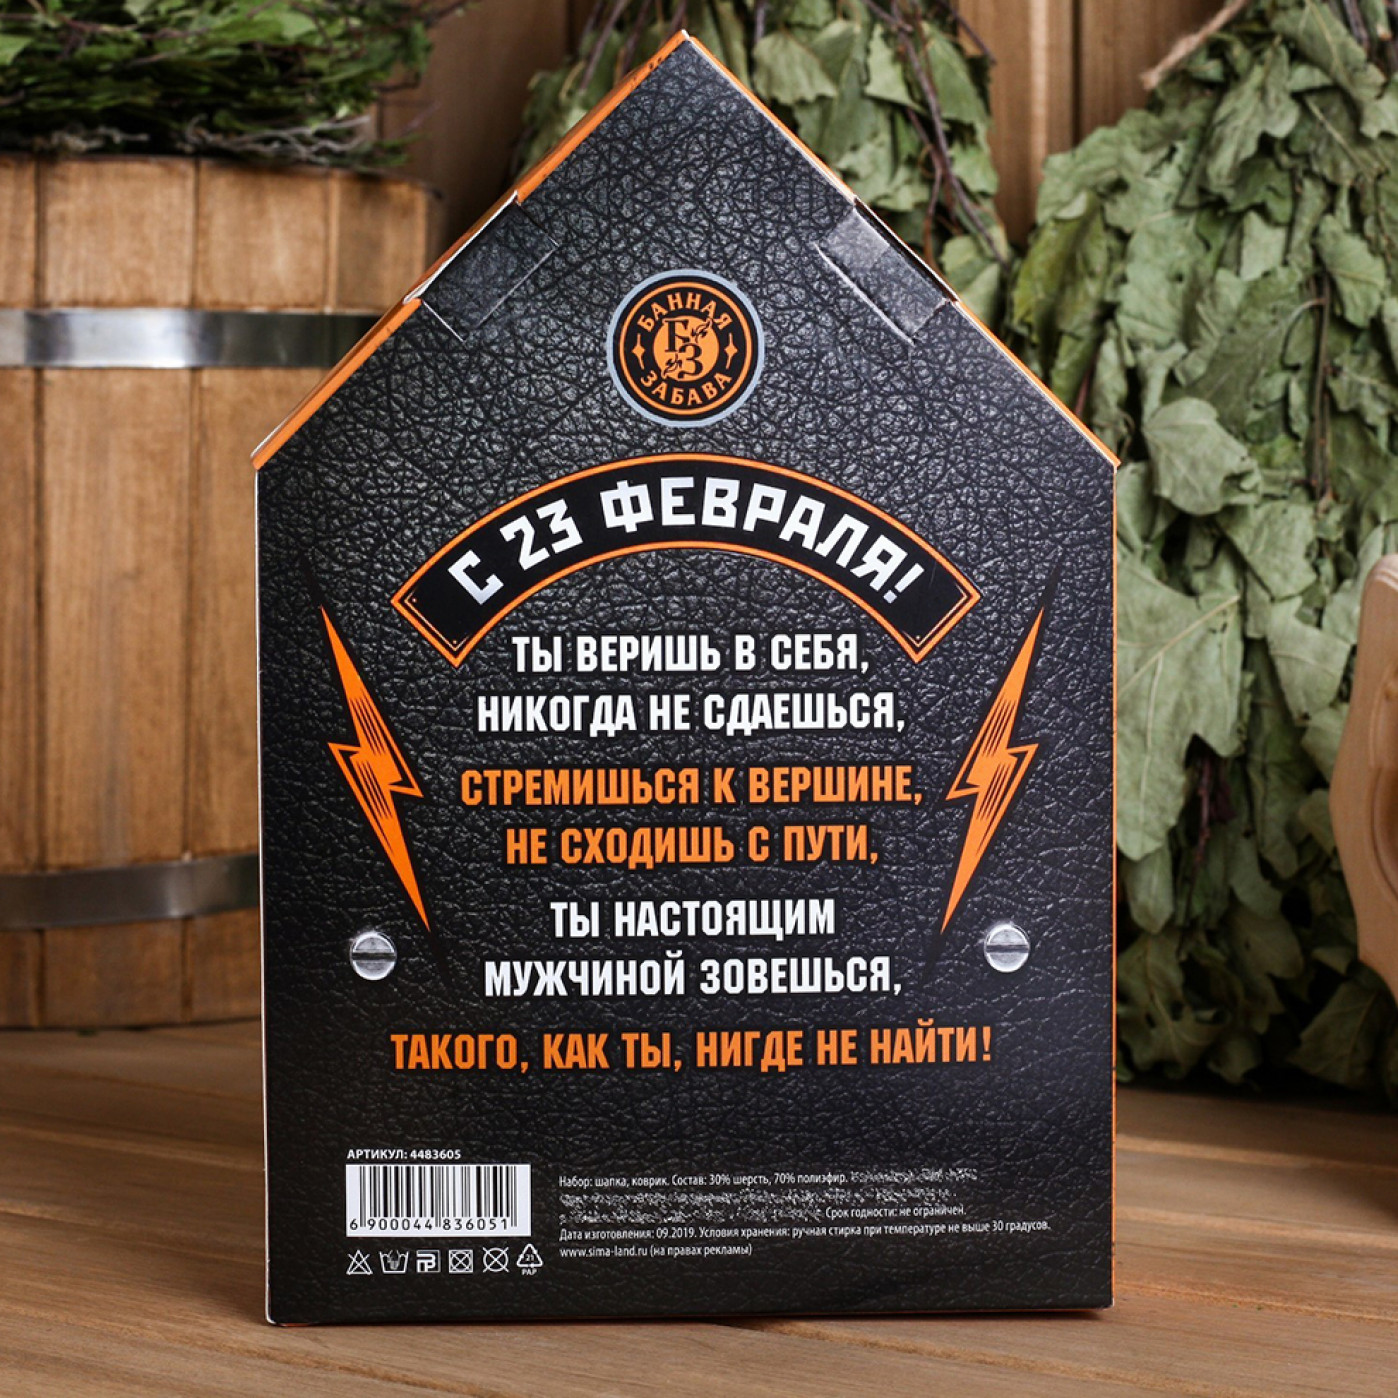 БАННАЯ
БЗ
ЗАБАВА
С 23 ФЕВРАЛЯ!
ТЫ ВЕРИШЬ В СЕБЯ,
НИКОГДА НЕ СДАЕШЬСЯ,
СТРЕМИШЬСЯ К ВЕРШИНЕ,
НЕ СХОДИШЬ С ПУТИ,
ТЫ НАСТОЯЩИМ
МУЖЧИНОЙ ЗОВЕШЬСЯ,
ТАКОГО, КАК ТЫ, НИГДЕ НЕ НАЙТИ!
АРТИКУЛ: 4483605
6 900044 836051
21
PAP
Набор: шапка, коврик. Состав: 30% шерсть, 70% полиэфир.
Срок годности: не ограничен.
Дата изготовления: 09.2019. Условия хранения: ручная стирка при температуре не выше 30 градусов.
www.sima-land.ru (на правах рекламы)